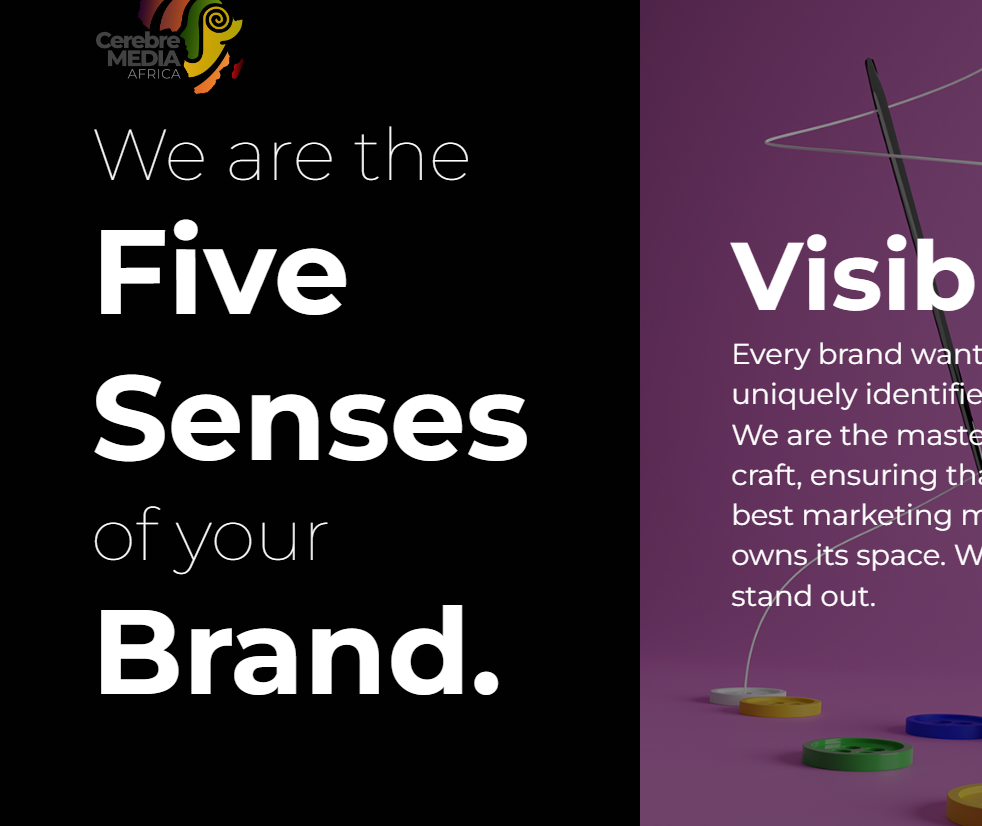 Cerebre
MEDIA
AFRICA
We are the
Five
Senses
of your
Brand.
Visib
Every brand want
uniquely identifie
We are the maste
craft, ensuring tha
best marketing m
owns its space. W
stand out.